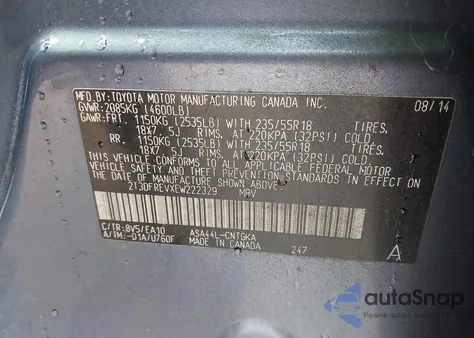 MFD.BY: TOYOTA MOTOR MANUFACTURING CANADA INC. 08/14
GVWR: 2085KG (4600LB)
GAWR: FRT. 1150KG (2535LB) WITH 235/55R18 TIRES,
18X7.5J RIMS, AT 220KPA (32PSI) COLD
RR. 1150KG (2535LB) WITH 235/55R18 TIRES,
18X7.5J RIMS, AT 220KPA (32PSI) COLD
THIS VEHICLE CONFORMS TO ALL APPLICABLE FEDERAL MOTOR
VEHICLE SAFETY AND THEFT PREVENTION STANDARDS IN EFFECT ON
THE DATE OF MANUFACTURE SHOWN ABOVE.
2T3DFREVXEW222329 MPV
C/TR: 8V5/EA10 ASA44L-CNTGKA
A/TM: -01A/U760F MADE IN CANADA 247 A
autoSnap